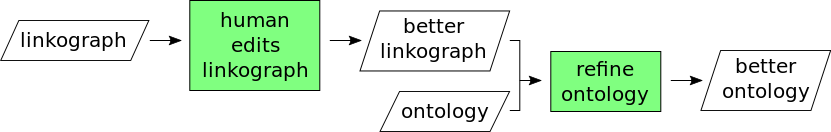 linkograph
human
edits
linkograph
better
linkograph
ontology
refine
ontology
better
ontology